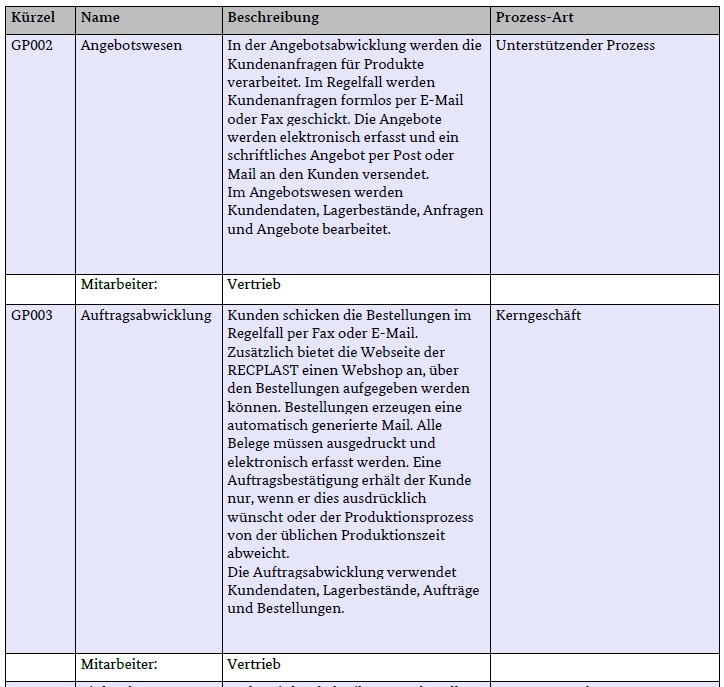 Kürzel Name Beschreibung Prozess-Art
GP002 Angebotswesen In der Angebotsabwicklung werden die Unterstützender Prozess
Kundenanfragen für Produkte
verarbeitet. Im Regelfall werden
Kundenanfragen formlos per E-Mail
oder Fax geschickt. Die Angebote
werden elektronisch erfasst und ein
schriftliches Angebot per Post oder
Mail an den Kunden versendet.
Im Angebotswesen werden
Kundendaten, Lagerbestände, Anfragen
und Angebote bearbeitet.
Mitarbeiter: Vertrieb
GP003 Auftragsabwicklung Kunden schicken die Bestellungen im Kerngeschäft
Regelfall per Fax oder E-Mail.
Zusätzlich bietet die Webseite der
RECPLAST einen Webshop an, über
den Bestellungen aufgegeben werden
können. Bestellungen erzeugen eine
automatisch generierte Mail. Alle
Belege müssen ausgedruckt und
elektronisch erfasst werden. Eine
Auftragsbestätigung erhält der Kunde
nur, wenn er dies ausdrücklich
wünscht oder der Produktionsprozess
von der üblichen Produktionszeit
abweicht.
Die Auftragsabwicklung verwendet
Kundendaten, Lagerbestände, Aufträge
und Bestellungen.
Mitarbeiter: Vertrieb